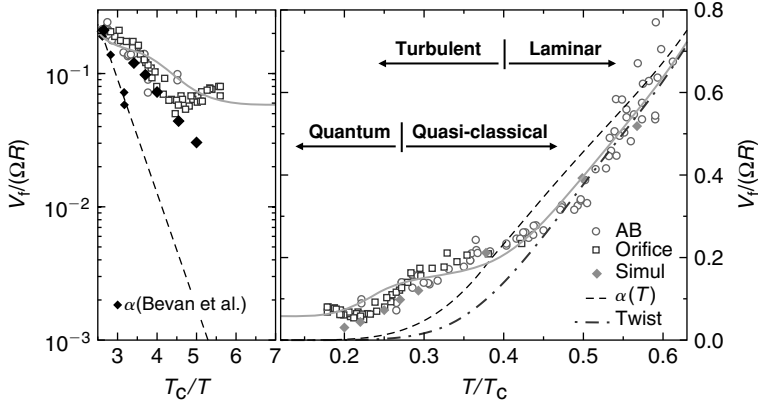 10⁻¹
10⁻²
10⁻³
V_f/(ΩR)
3 4 5 6 7
T_C/T
α(Bevan et al.)
Turbulent Laminar
Quantum Quasi-classical
AB
Orifice
Simul
α(T)
Twist
0.2 0.3 0.4 0.5 0.6
T/T_C
0.8
0.6
0.4
0.2
0.0
V_f/(ΩR)